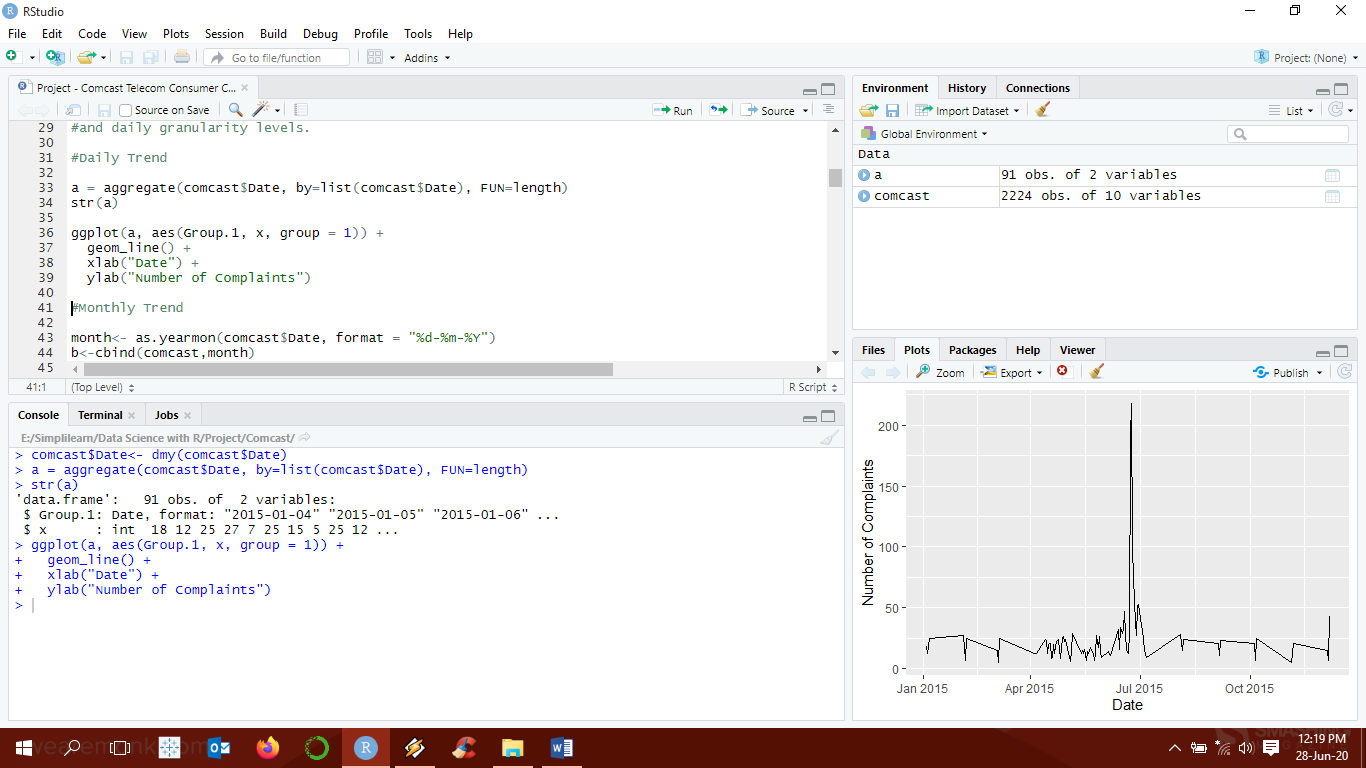 RStudio
File Edit Code View Plots Session Build Debug Profile Tools Help
Go to file/function Addins Project: (None)
Project - Comcast Telecom Consumer C...
Source on Save Run Source
29 #and daily granularity levels.
30
31 #Daily Trend
32
33 a = aggregate(comcast$Date, by=list(comcast$Date), FUN=length)
34 str(a)
35
36 ggplot(a, aes(Group.1, x, group = 1)) +
37 geom_line() +
38 xlab("Date") +
39 ylab("Number of Complaints")
40
41 #Monthly Trend
42
43 month<- as.yearmon(comcast$Date, format = "%d-%m-%Y")
44 b<-cbind(comcast,month)
45
41:1 (Top Level) R Script
Console Terminal Jobs
E:/Simplilearn/Data Science with R/Project/Comcast/
> comcast$Date<- dmy(comcast$Date)
> a = aggregate(comcast$Date, by=list(comcast$Date), FUN=length)
> str(a)
'data.frame': 91 obs. of 2 variables:
$ Group.1: Date, format: "2015-01-04" "2015-01-05" "2015-01-06" ...
$ x : int 18 12 25 27 7 25 15 5 25 12 ...
> ggplot(a, aes(Group.1, x, group = 1)) +
+ geom_line() +
+ xlab("Date") +
+ ylab("Number of Complaints")
>
Environment History Connections
Import Dataset List
Global Environment
Data
a 91 obs. of 2 variables
comcast 2224 obs. of 10 variables
Files Plots Packages Help Viewer
Zoom Export Publish
Number of Complaints
200
150
100
50
0
Jan 2015 Apr 2015 Jul 2015 Oct 2015
Date
12:19 PM
28-Jun-20